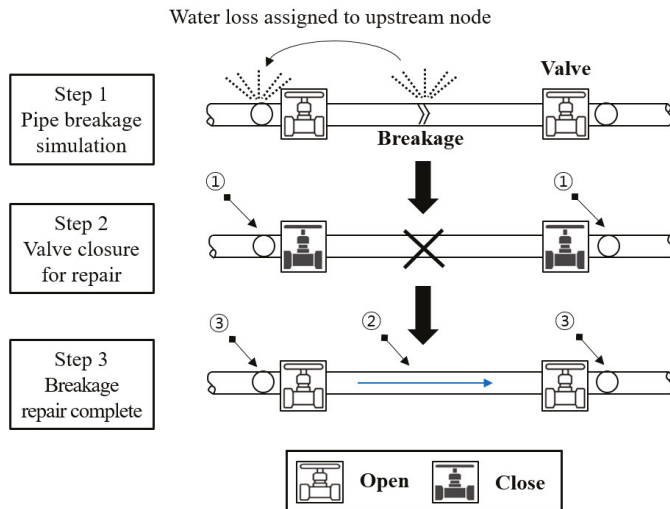 Water loss assigned to upstream node
Step 1
Pipe breakage
simulation
Valve
Breakage
①
①
Step 2
Valve closure
for repair
③
②
③
Step 3
Breakage
repair complete
Open
Close